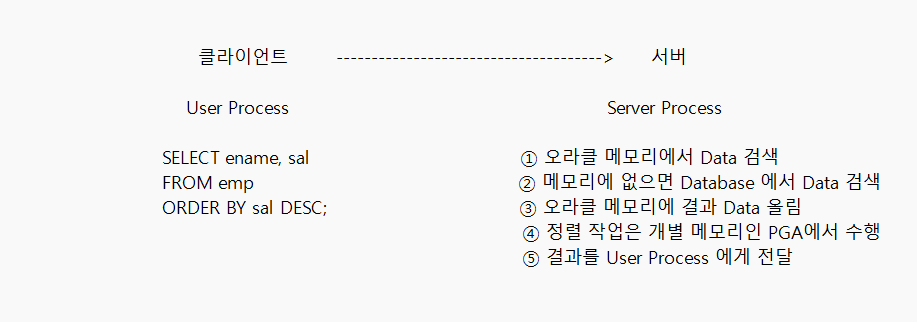 클라이언트 --------------------------------------> 서버
User Process Server Process
SELECT ename, sal ① 오라클 메모리에서 Data 검색
FROM emp ② 메모리에 없으면 Database 에서 Data 검색
ORDER BY sal DESC; ③ 오라클 메모리에 결과 Data 올림
④ 정렬 작업은 개별 메모리인 PGA에서 수행
⑤ 결과를 User Process 에게 전달